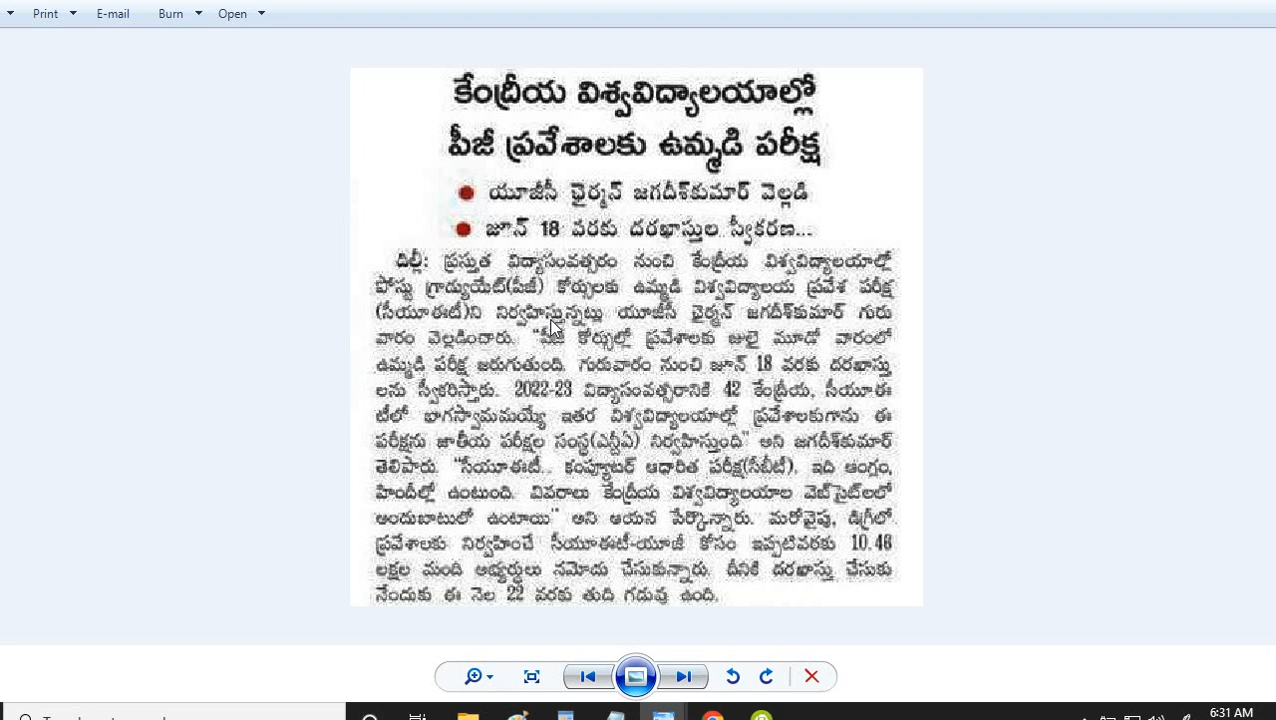 Print E-mail Burn Open
కేంద్రీయ విశ్వవిద్యాలయాల్లో
పీజీ ప్రవేశాలకు ఉమ్మడి పరీక్ష
యూజీసీ ఛైర్మన్ జగదీశ్‌కుమార్ వెల్లడి
జూన్ 18 వరకు దరఖాస్తుల స్వీకరణ...
దిల్లీ: ప్రస్తుత విద్యాసంవత్సరం నుంచి కేంద్రీయ విశ్వవిద్యాలయాల్లో
పోస్టు గ్రాడ్యుయేట్(పీజీ) కోర్సులకు ఉమ్మడి విశ్వవిద్యాలయ ప్రవేశ పరీక్ష
(సీయూఈటీ)ని నిర్వహిస్తున్నట్లు యూజీసీ ఛైర్మన్ జగదీశ్‌కుమార్ గురు
వారం వెల్లడించారు. "పీజీ కోర్సుల్లో ప్రవేశాలకు జులై మూడో వారంలో
ఉమ్మడి పరీక్ష జరుగుతుంది. గురువారం నుంచి జూన్ 18 వరకు దరఖాస్తు
లను స్వీకరిస్తారు. 2022-23 విద్యాసంవత్సరానికి 42 కేంద్రీయ, సీయూఈ
టీలో భాగస్వామమయ్యే ఇతర విశ్వవిద్యాలయాల్లో ప్రవేశాలకుగాను ఈ
పరీక్షను జాతీయ పరీక్షల సంస్థ(ఎన్టీఏ) నిర్వహిస్తుంది" అని జగదీశ్‌కుమార్
తెలిపారు. "సీయూఈటీ.. కంప్యూటర్ ఆధారిత పరీక్ష(సీబీటీ). ఇది ఆంగ్లం,
హిందీల్లో ఉంటుంది. వివరాలు కేంద్రీయ విశ్వవిద్యాలయాల వెబ్‌సైట్‌లలో
అందుబాటులో ఉంటాయి" అని ఆయన పేర్కొన్నారు. మరోవైపు, డిగ్రీలో
ప్రవేశాలకు నిర్వహించే సీయూఈటీ-యూజీ కోసం ఇప్పటివరకు 10.46
లక్షల మంది అభ్యర్థులు నమోదు చేసుకున్నారు. దీనికి దరఖాస్తు చేసుకు
నేందుకు ఈ నెల 22 వరకు తుది గడువు ఉంది.
6:31 AM